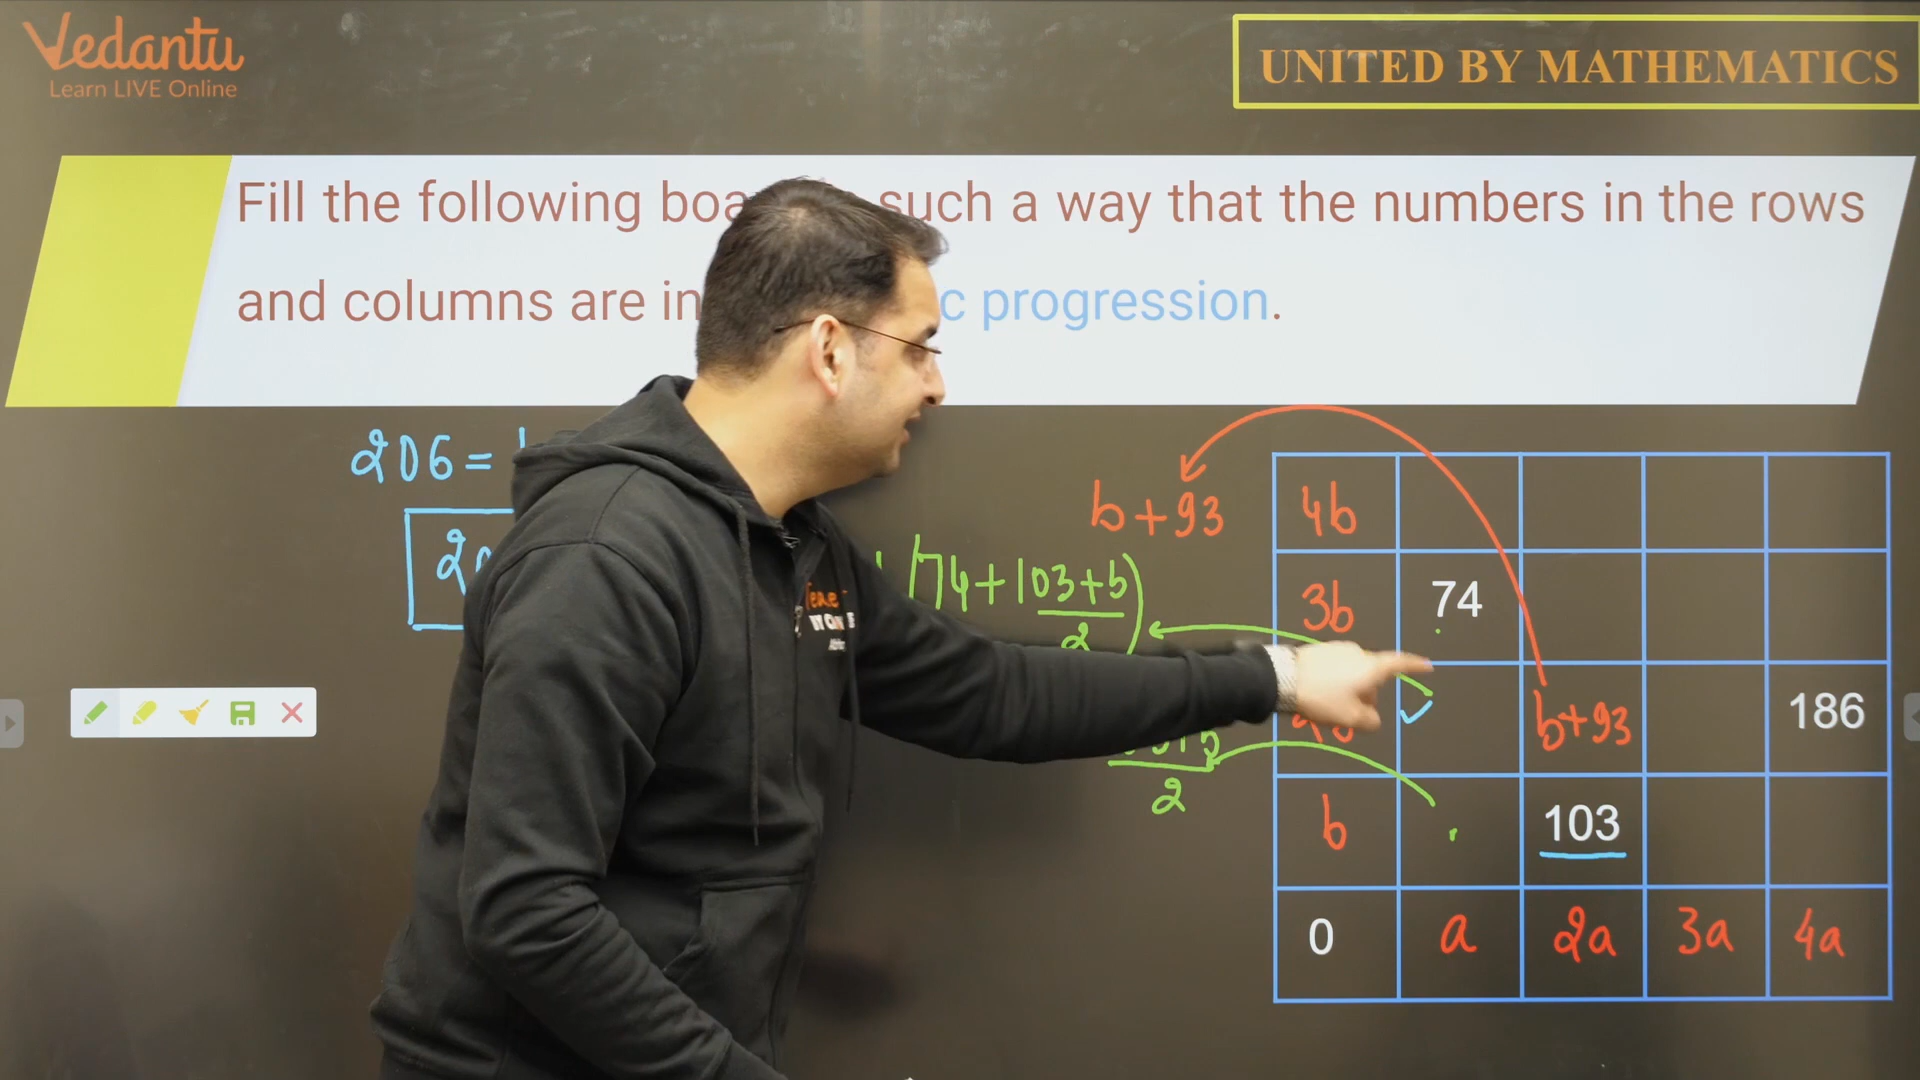 Vedantu
Learn LIVE Online
UNITED BY MATHEMATICS
Fill the following such a way that the numbers in the rows
and columns are in progression.
206 =
b+93
74+103+b
2
2
4b
3b 74
b+93 186
b 103
0 a 2a 3a 4a